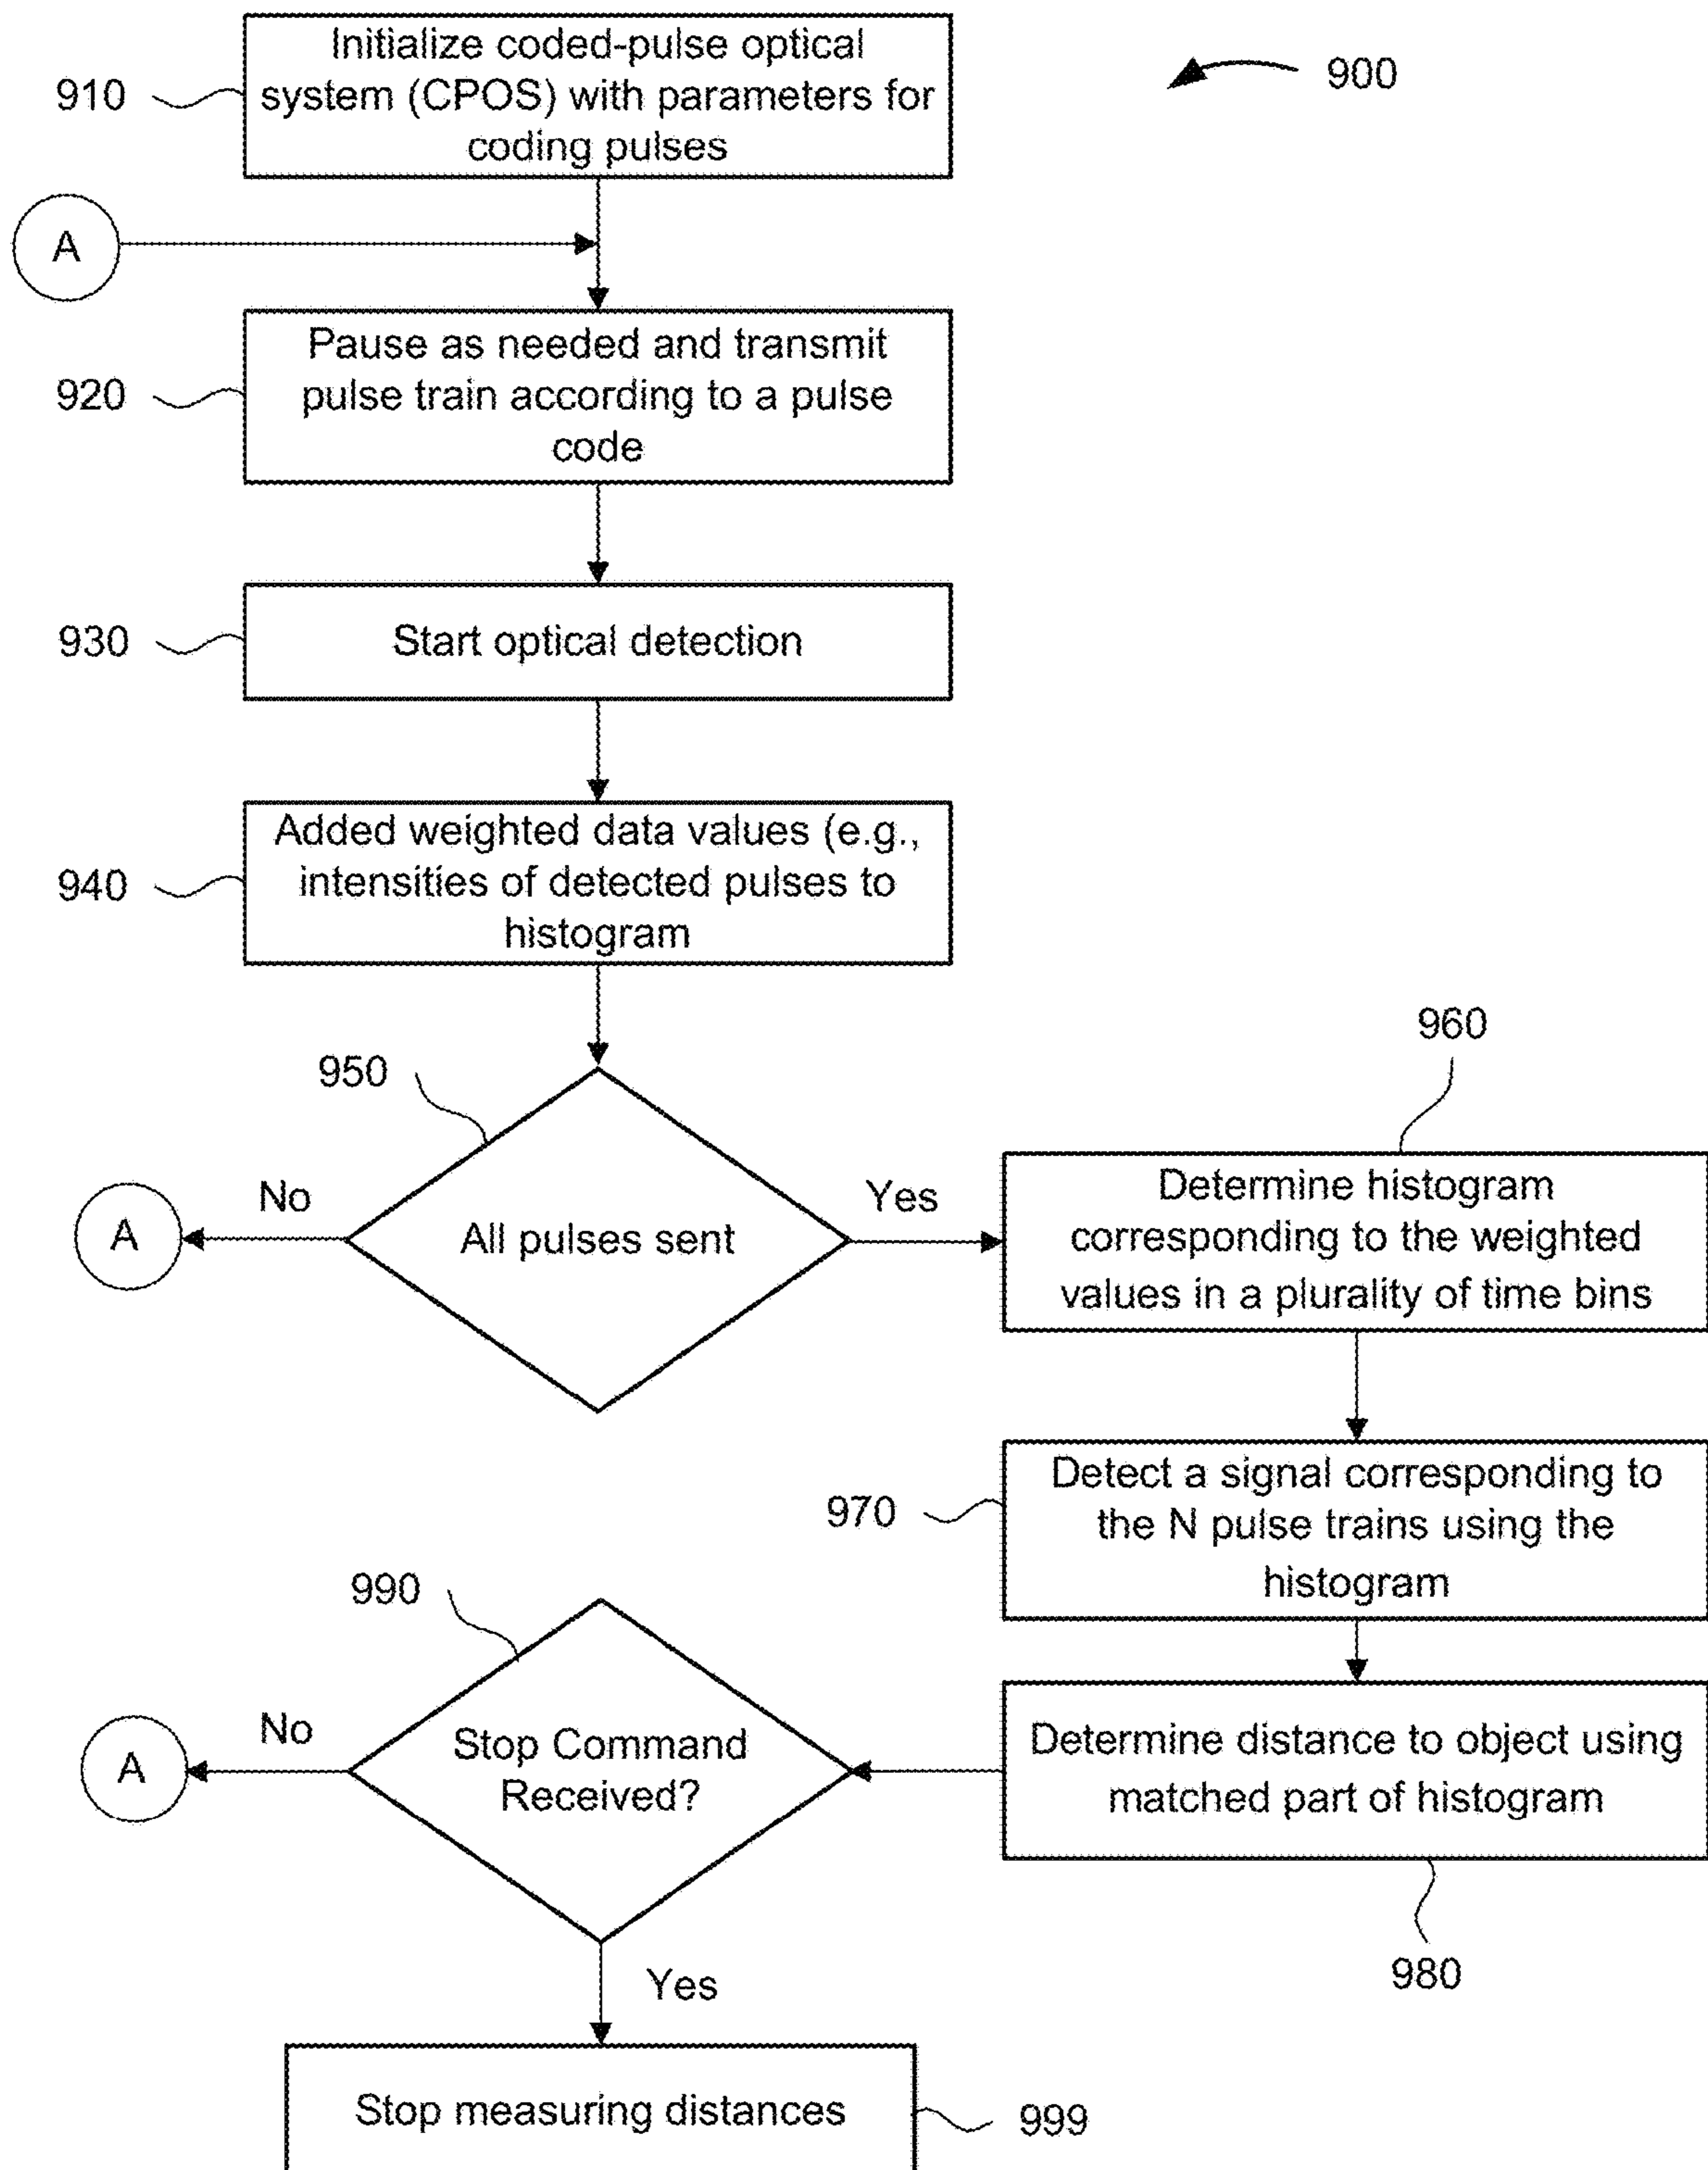 Initialize coded-pulse optical
system (CPOS) with parameters for
coding pulses
910
900
A
Pause as needed and transmit
pulse train according to a pulse
code
920
Start optical detection
930
Added weighted data values (e.g.,
intensities of detected pulses to
histogram
940
950
All pulses sent
No
A
Yes
960
Determine histogram
corresponding to the weighted
values in a plurality of time bins
Detect a signal corresponding to
the N pulse trains using the
histogram
970
Determine distance to object using
matched part of histogram
980
990
Stop Command
Received?
No
A
Yes
Stop measuring distances
999